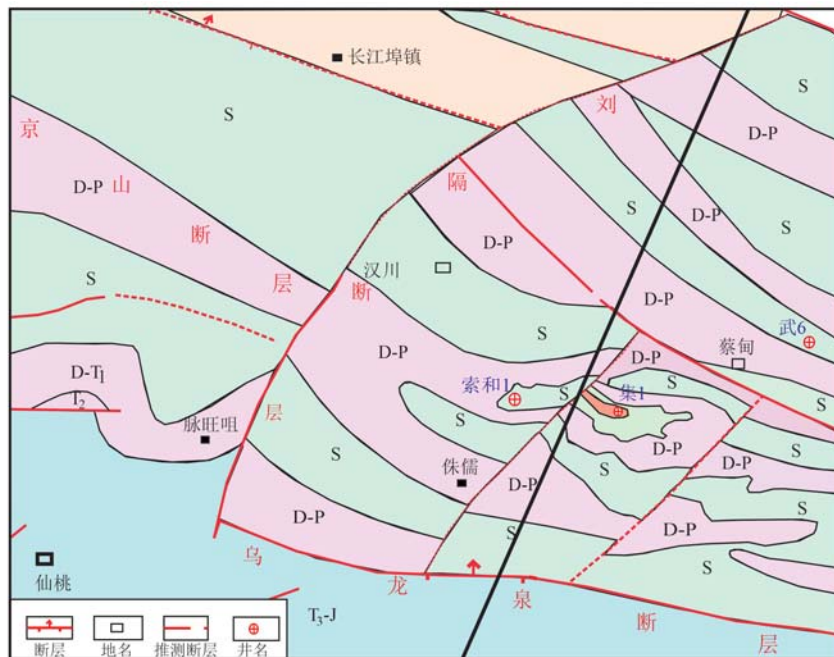 长江埠镇
S
刘
S
京
D-P
山
隔
D-P
D-P
断
S
D-P
汉川
层
断
S
D-P
武6
D-P
S
蔡甸
D-P
D-T1
索和1
S
集1
S
T2
层
S
脉旺咀
D-P
S
S
D-P
S
侏儒
D-P
D-P
S
D-P
乌
S
S
仙桃
龙
泉
T3-J
断
层
断层
地名
推测断层
井名